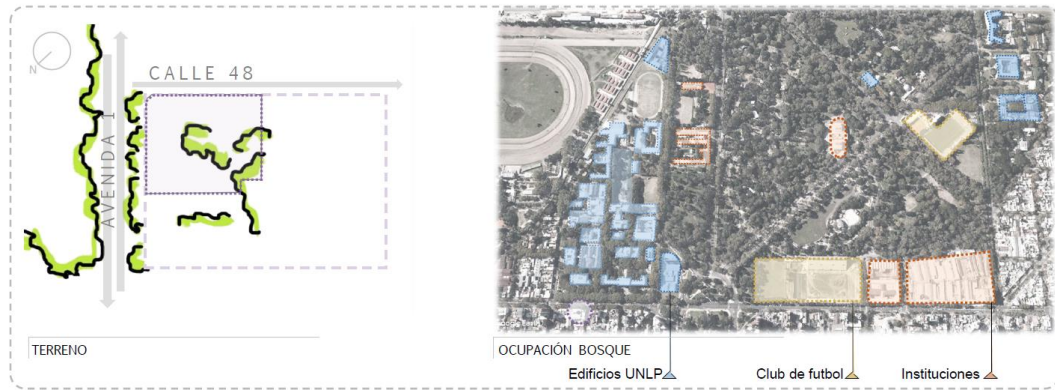 N
CALLE 48
AVENIDA 1
TERRENO
OCUPACIÓN BOSQUE
Edificios UNLP
Club de futbol
Instituciones